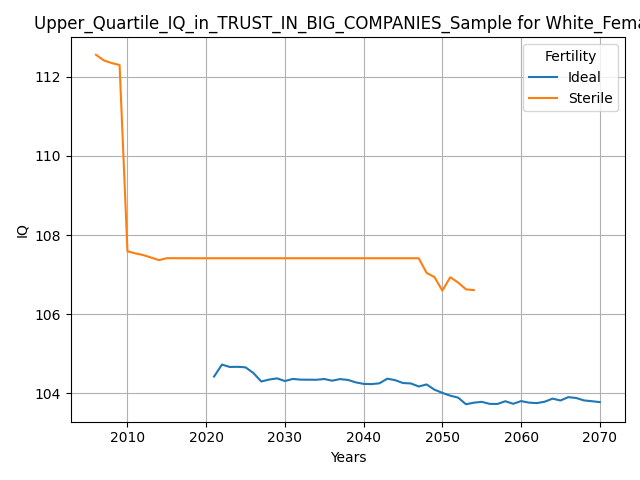 Upper_Quartile_IQ_in_TRUST_IN_BIG_COMPANIES_Sample for White_Fema
Fertility
Ideal
Sterile
112
110
108
106
104
IQ
2010 2020 2030 2040 2050 2060 2070
Years